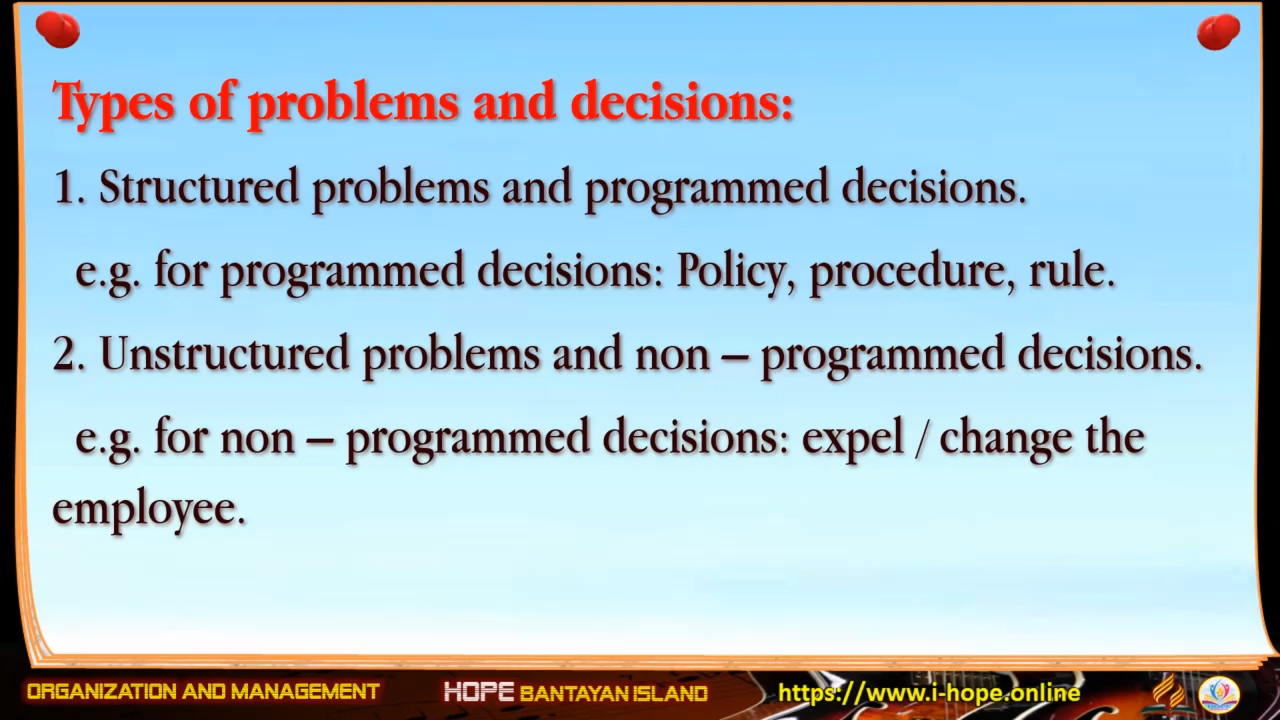 Types of problems and decisions:
1. Structured problems and programmed decisions.
e.g. for programmed decisions: Policy, procedure, rule.
2. Unstructured problems and non – programmed decisions.
e.g. for non – programmed decisions: expel / change the
employee.
ORGANIZATION AND MANAGEMENT HOPE BANTAYAN ISLAND https://www.i-hope.online